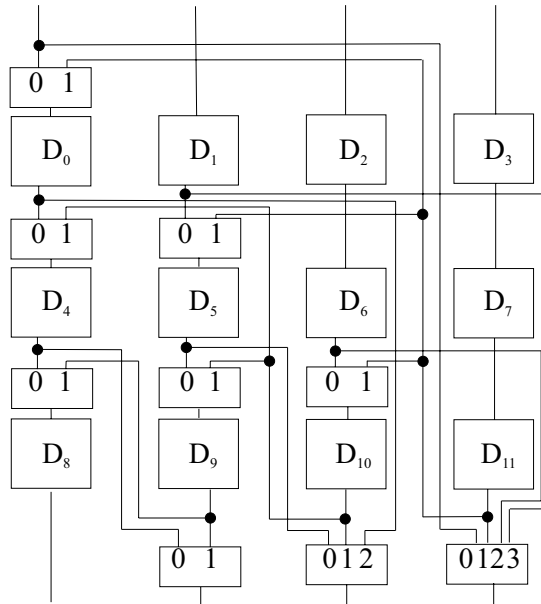 0 1
D₀ D₁ D₂ D₃
0 1 0 1
D₄ D₅ D₆ D₇
0 1 0 1 0 1
D₈ D₉ D₁₀ D₁₁
0 1 012 0123